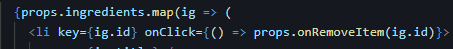 {props.ingredients.map(ig => (
<li key={ig.id} onClick={() => props.onRemoveItem(ig.id)}>